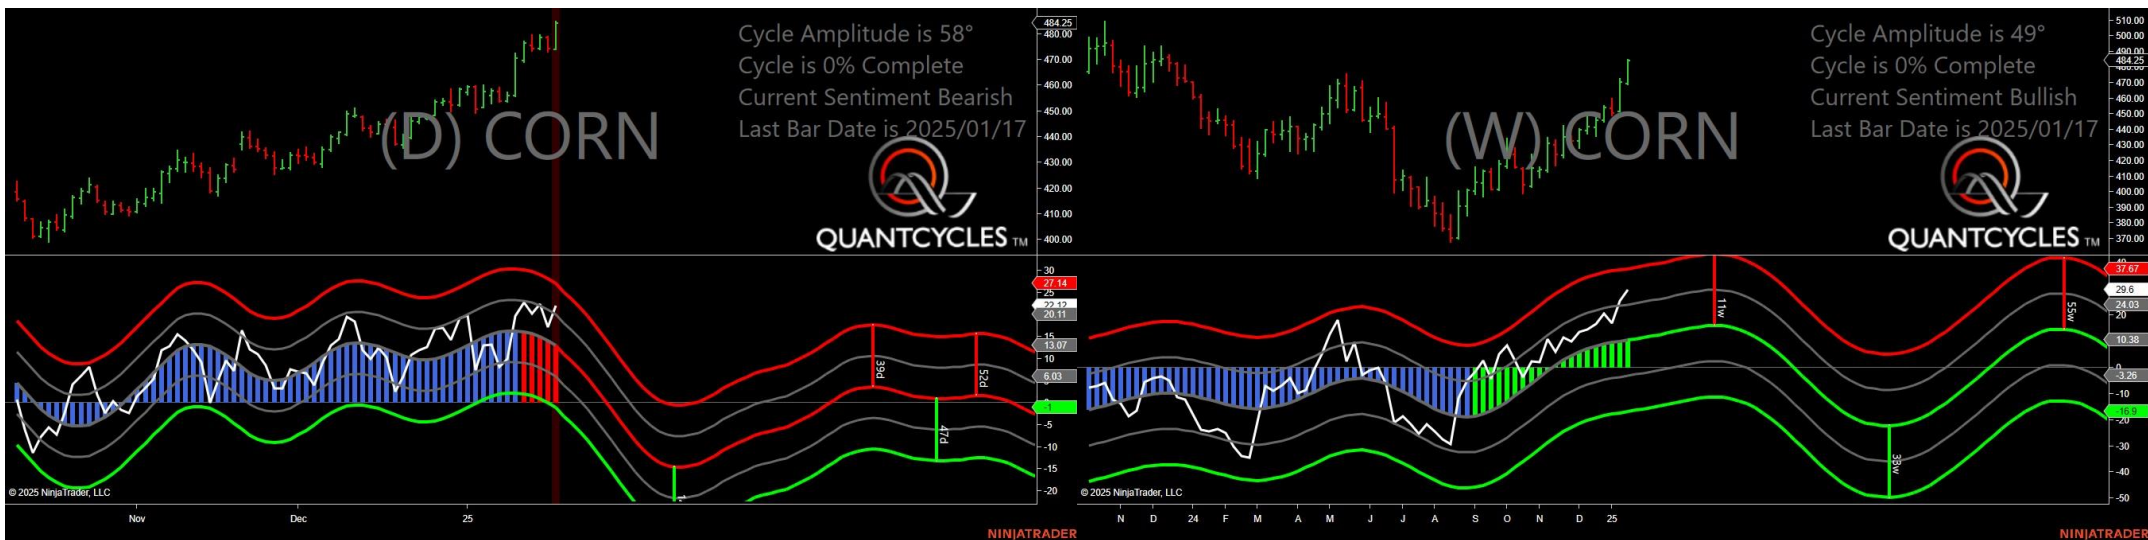 Cycle Amplitude is 58°
Cycle is 0% Complete
Current Sentiment Bearish
Last Bar Date is 2025/01/17
(D) CORN
QUANTCYCLES TM
484.25
480.00
470.00
460.00
450.00
440.00
430.00
420.00
410.00
400.00
30
27.14
25
22.12
20.11
15
13.07
10
6.03
-1
-5
-10
-15
-20
39d
52d
47d
© 2025 NinjaTrader, LLC
Nov
Dec
25
NINJATRADER
Cycle Amplitude is 49°
Cycle is 0% Complete
Current Sentiment Bullish
Last Bar Date is 2025/01/17
(W) CORN
QUANTCYCLES TM
510.00
500.00
490.00
484.25
470.00
460.00
450.00
440.00
430.00
420.00
410.00
400.00
390.00
380.00
370.00
40
37.67
29.6
24.03
20
10.38
0
-3.26
-10
-16.9
-20
-30
-40
-50
11w
55w
33w
© 2025 NinjaTrader, LLC
N
D
24
F
M
A
M
J
J
A
S
O
N
D
25
NINJATRADER